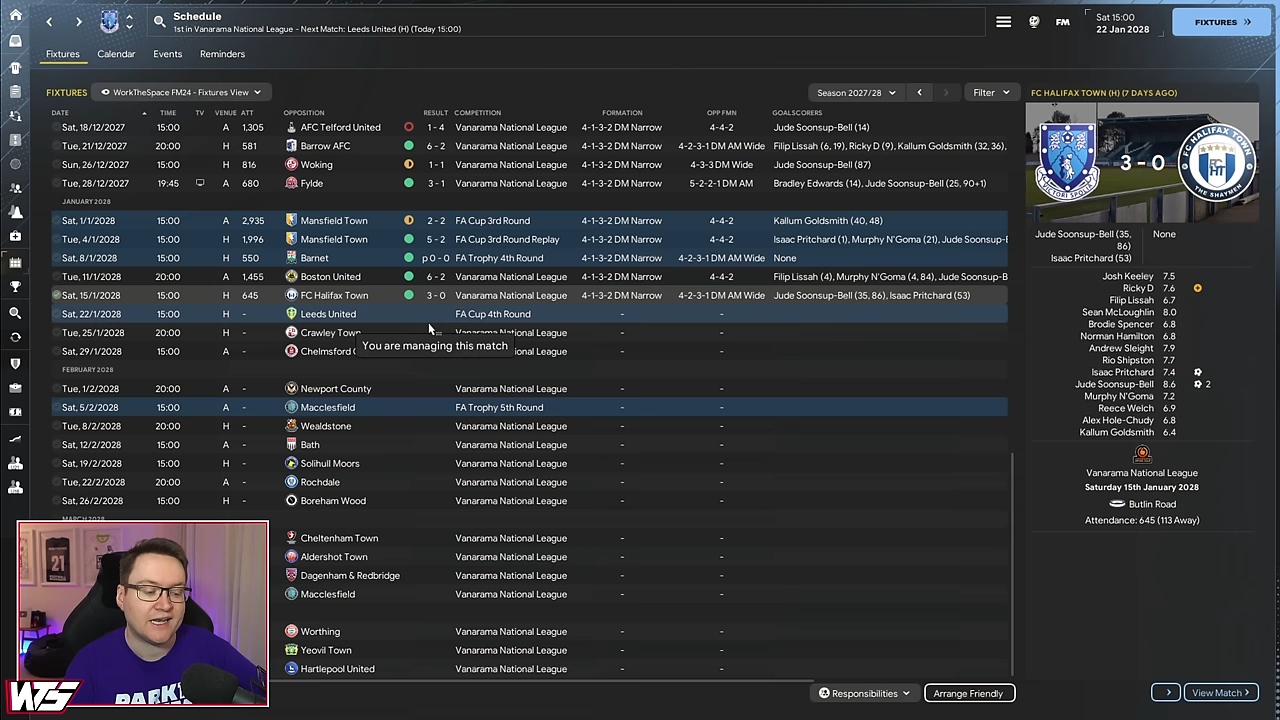 Schedule
1st in Vanarama National League - Next Match: Leeds United (H) (Today 15:00)
FM
Sat 15:00
22 Jan 2028
FIXTURES
Fixtures Calendar Events Reminders
FIXTURES WorkTheSpace FM24 - Fixtures View Season 2027/28 Filter
DATE TIME TV VENUE ATT OPPOSITION RESULT COMPETITION FORMATION OPP FMN GOALSCORERS
Sat, 18/12/2027 15:00 A 1,305 AFC Telford United 1 - 4 Vanarama National League 4-1-3-2 DM Narrow 4-4-2 Jude Soonsup-Bell (14)
Tue, 21/12/2027 20:00 H 581 Barrow AFC 6 - 2 Vanarama National League 4-1-3-2 DM Narrow 4-2-3-1 DM AM Wide Filip Lissah (6, 19), Ricky D (9), Kallum Goldsmith (32, 36),
Sun, 26/12/2027 15:00 H 816 Woking 1 - 1 Vanarama National League 4-1-3-2 DM Narrow 4-3-3 DM Wide Jude Soonsup-Bell (87)
Tue, 28/12/2027 19:45 A 680 Fylde 3 - 1 Vanarama National League 4-1-3-2 DM Narrow 5-2-2-1 DM AM Bradley Edwards (14), Jude Soonsup-Bell (25, 90+1)
JANUARY 2028
Sat, 1/1/2028 15:00 A 2,935 Mansfield Town 2 - 2 FA Cup 3rd Round 4-1-3-2 DM Narrow 4-4-2 Kallum Goldsmith (40, 48)
Tue, 4/1/2028 15:00 H 1,996 Mansfield Town 5 - 2 FA Cup 3rd Round Replay 4-1-3-2 DM Narrow 4-4-2 Isaac Pritchard (1), Murphy N'Goma (21), Jude Soonsup-
Sat, 8/1/2028 15:00 H 550 Barnet p 0 - 0 FA Trophy 4th Round 4-1-3-2 DM Narrow 4-2-3-1 DM AM Wide None
Tue, 11/1/2028 20:00 A 1,455 Boston United 6 - 2 Vanarama National League 4-1-3-2 DM Narrow 4-4-2 Filip Lissah (4), Murphy N'Goma (4, 84), Jude Soonsup-B
Sat, 15/1/2028 15:00 H 645 FC Halifax Town 3 - 0 Vanarama National League 4-1-3-2 DM Narrow 4-2-3-1 DM AM Wide Jude Soonsup-Bell (35, 86), Isaac Pritchard (53)
Sat, 22/1/2028 15:00 H - Leeds United FA Cup 4th Round - -
Tue, 25/1/2028 20:00 H - Crawley Town Vanarama National League - -
You are managing this match
Sat, 29/1/2028 15:00 A - Chelmsford Vanarama National League - -
FEBRUARY 2028
Tue, 1/2/2028 20:00 A - Newport County Vanarama National League - -
Sat, 5/2/2028 15:00 A - Macclesfield FA Trophy 5th Round - -
Tue, 8/2/2028 20:00 H - Wealdstone Vanarama National League - -
Sat, 12/2/2028 15:00 A - Bath Vanarama National League - -
Sat, 19/2/2028 15:00 H - Solihull Moors Vanarama National League - -
Tue, 22/2/2028 20:00 A - Rochdale Vanarama National League - -
Sat, 26/2/2028 15:00 H - Boreham Wood Vanarama National League - -
MARCH 2028
Cheltenham Town Vanarama National League - -
Aldershot Town Vanarama National League - -
Dagenham & Redbridge Vanarama National League - -
Macclesfield Vanarama National League - -
Worthing Vanarama National League - -
Yeovil Town Vanarama National League - -
Hartlepool United Vanarama National League - -
Responsibilities Arrange Friendly
FC HALIFAX TOWN (H) (7 DAYS AGO)
3 - 0
Jude Soonsup-Bell (35, None
86)
Isaac Pritchard (53)
Josh Keeley 7.5
Ricky D 7.6
Filip Lissah 6.7
Sean McLoughlin 8.0
Brodie Spencer 6.8
Norman Hamilton 6.8
Andrew Sleight 7.9
Rio Shipston 7.7
Isaac Pritchard 7.4
Jude Soonsup-Bell 8.6 2
Murphy N'Goma 7.2
Reece Welch 6.9
Alex Hole-Chudy 6.8
Kallum Goldsmith 6.4
Vanarama National League
Saturday 15th January 2028
Butlin Road
Attendance: 645 (113 Away)
View Match
21
PARK
WTS